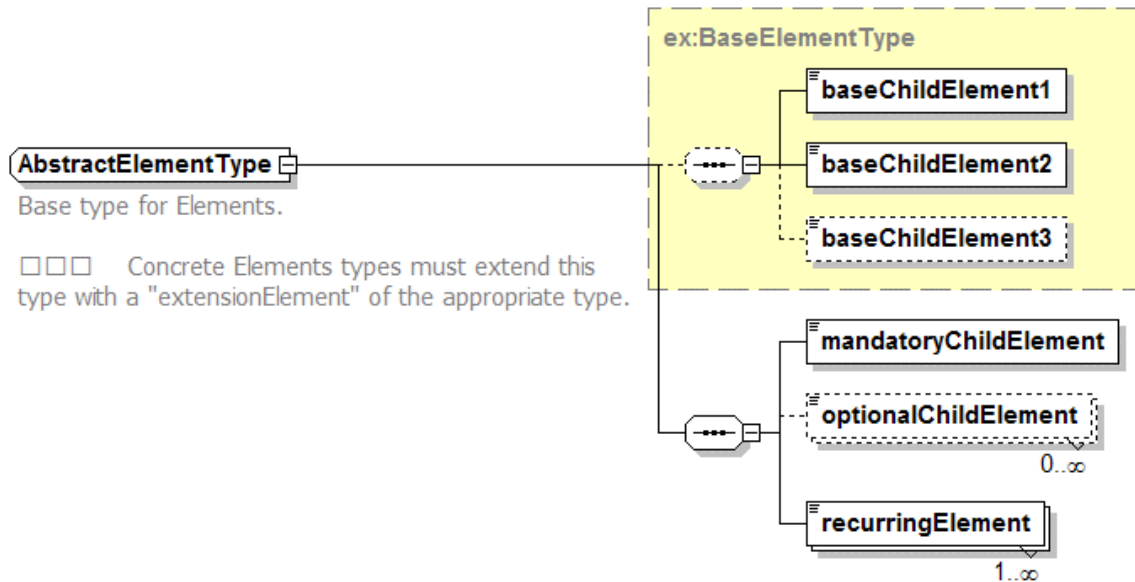 ex:BaseElementType
baseChildElement1
AbstractElementType
baseChildElement2
Base type for Elements.
baseChildElement3
□□□ Concrete Elements types must extend this
type with a "extensionElement" of the appropriate type.
mandatoryChildElement
optionalChildElement
0..∞
recurringElement
1..∞